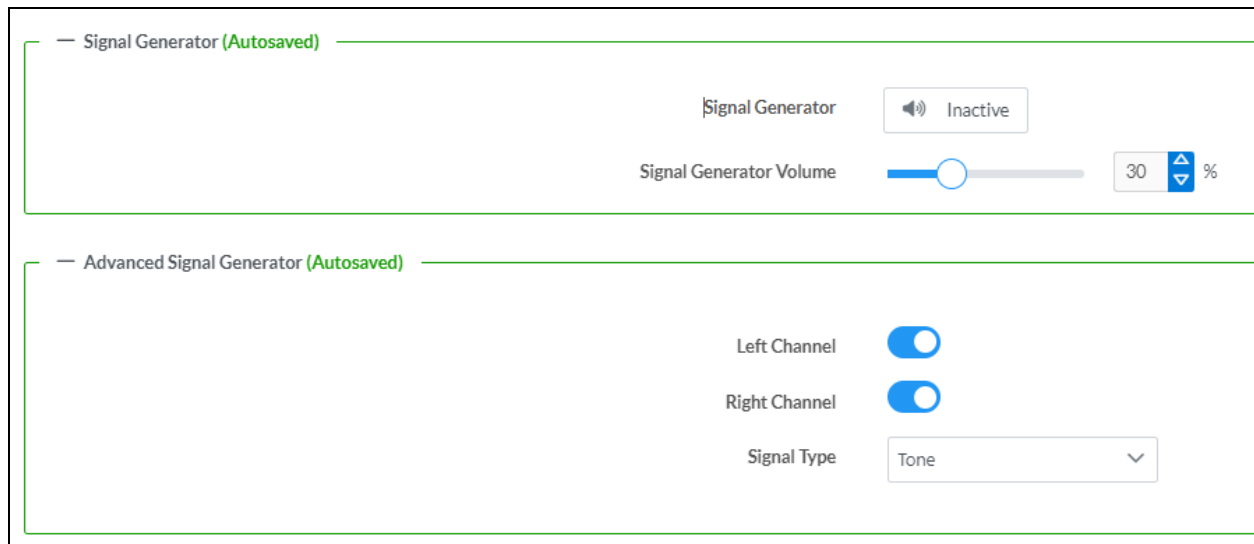 Signal Generator (Autosaved)
Signal Generator Inactive
Signal Generator Volume 30 %
Advanced Signal Generator (Autosaved)
Left Channel
Right Channel
Signal Type Tone